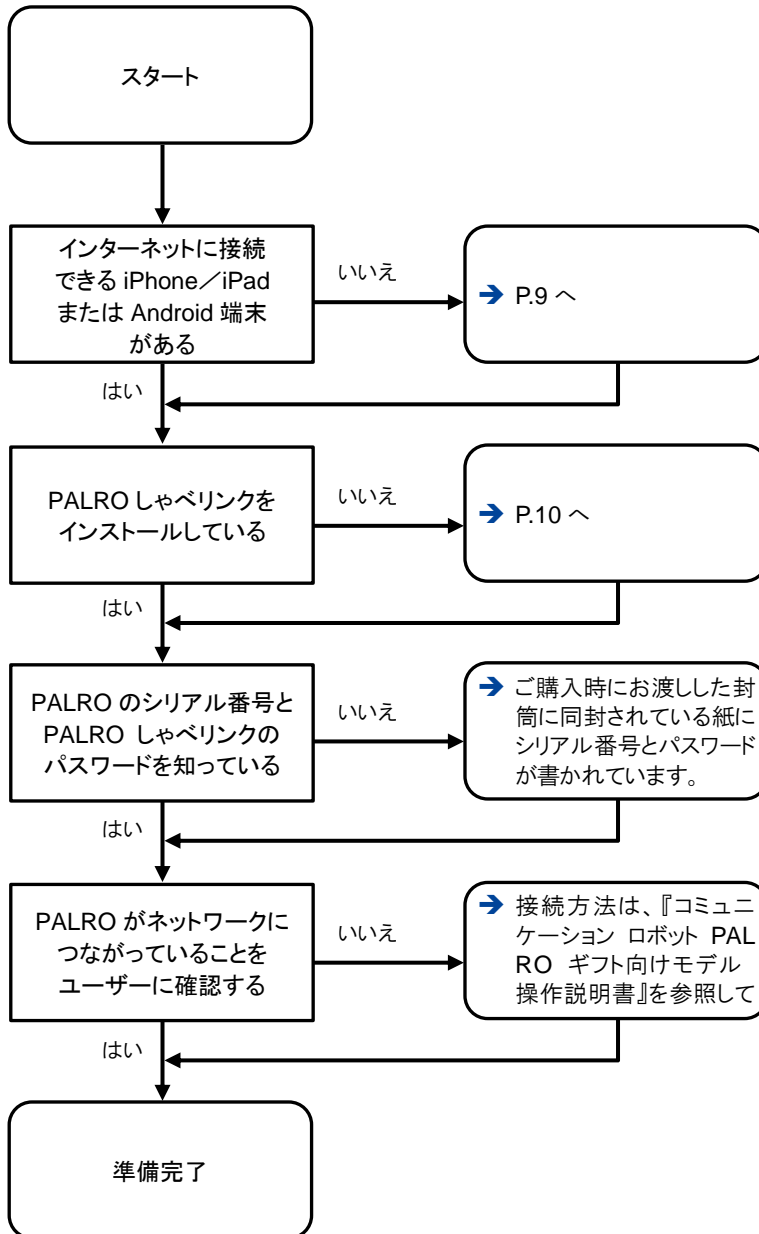 スタート
インターネットに接続
できる iPhone／iPad
または Android 端末
がある
いいえ
➔ P.9 へ
はい
PALRO しゃべリンクを
インストールしている
いいえ
➔ P.10 へ
はい
PALRO のシリアル番号と
PALRO しゃべリンクの
パスワードを知っている
いいえ
➔ ご購入時にお渡しした封
筒に同封されている紙に
シリアル番号とパスワード
が書かれています。
はい
PALRO がネットワークに
つながっていることを
ユーザーに確認する
いいえ
➔ 接続方法は、『コミュニ
ケーション ロボット PAL
RO ギフト向けモデル
操作説明書』を参照して
はい
準備完了